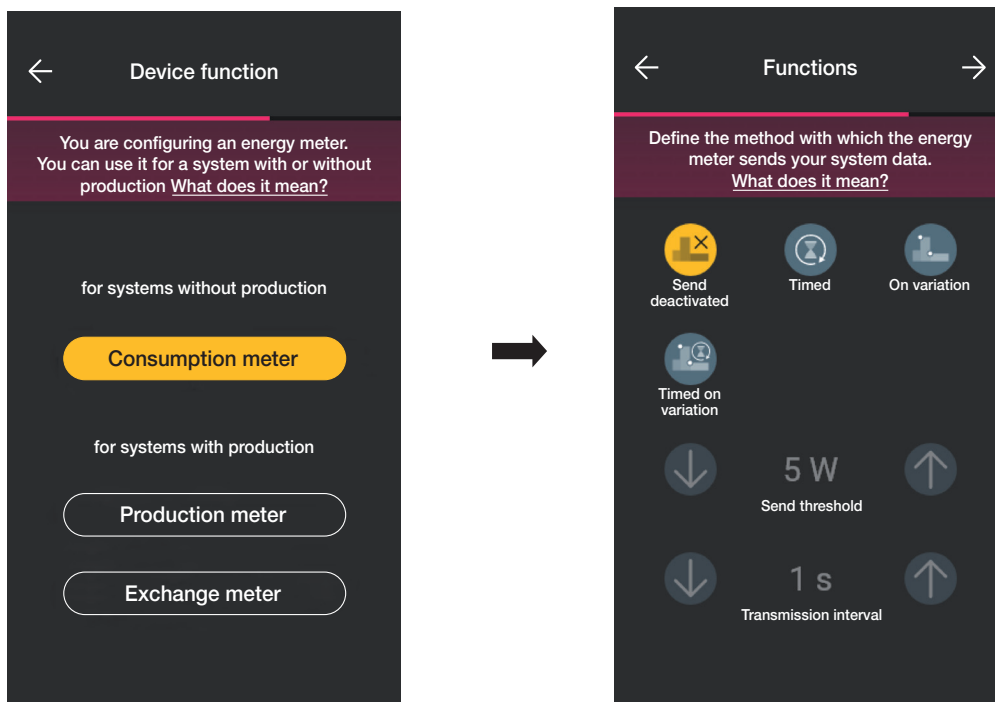 Device function
You are configuring an energy meter.
You can use it for a system with or without
production What does it mean?
for systems without production
Consumption meter
for systems with production
Production meter
Exchange meter
Functions
Define the method with which the energy
meter sends your system data.
What does it mean?
Send
deactivated
Timed
On variation
Timed on
variation
5 W
Send threshold
1 s
Transmission interval